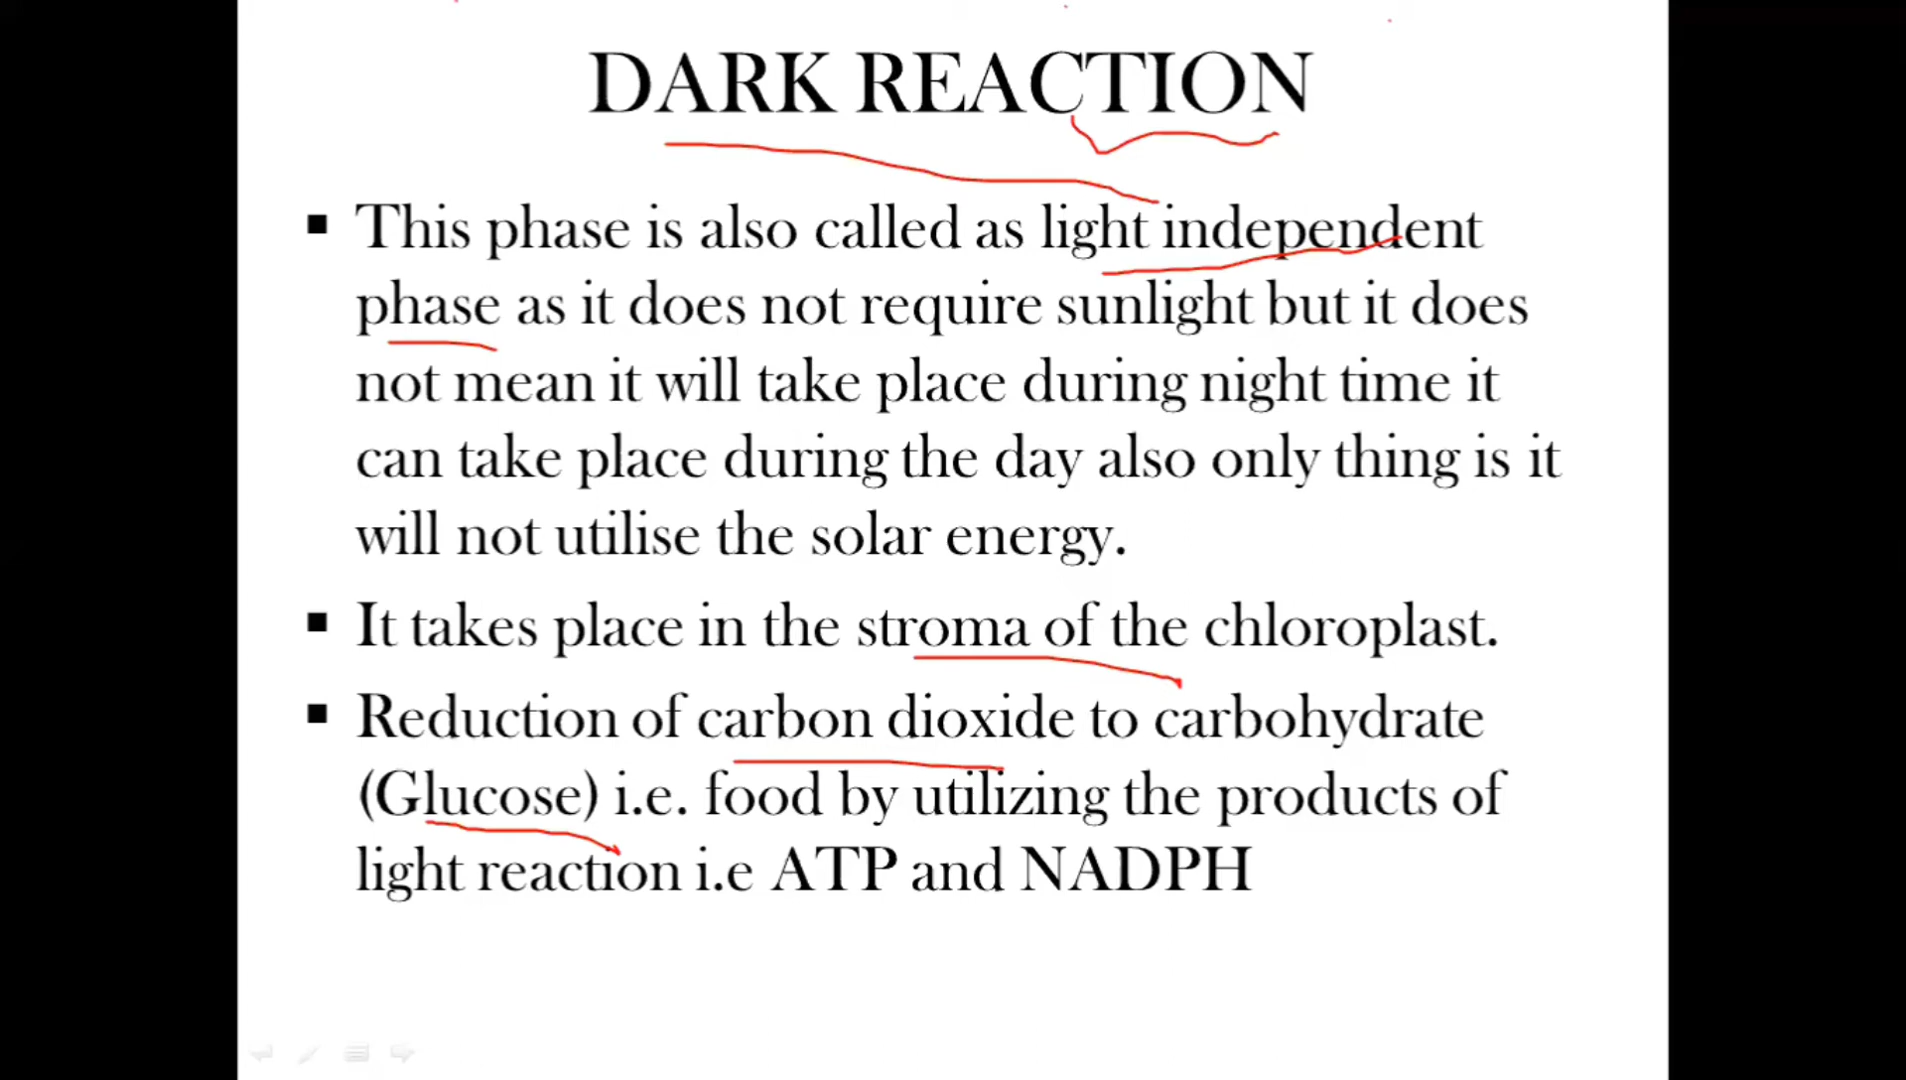 DARK REACTION
▪ This phase is also called as light independent
phase as it does not require sunlight but it does
not mean it will take place during night time it
can take place during the day also only thing is it
will not utilise the solar energy.
▪ It takes place in the stroma of the chloroplast.
▪ Reduction of carbon dioxide to carbohydrate
(Glucose) i.e. food by utilizing the products of
light reaction i.e ATP and NADPH